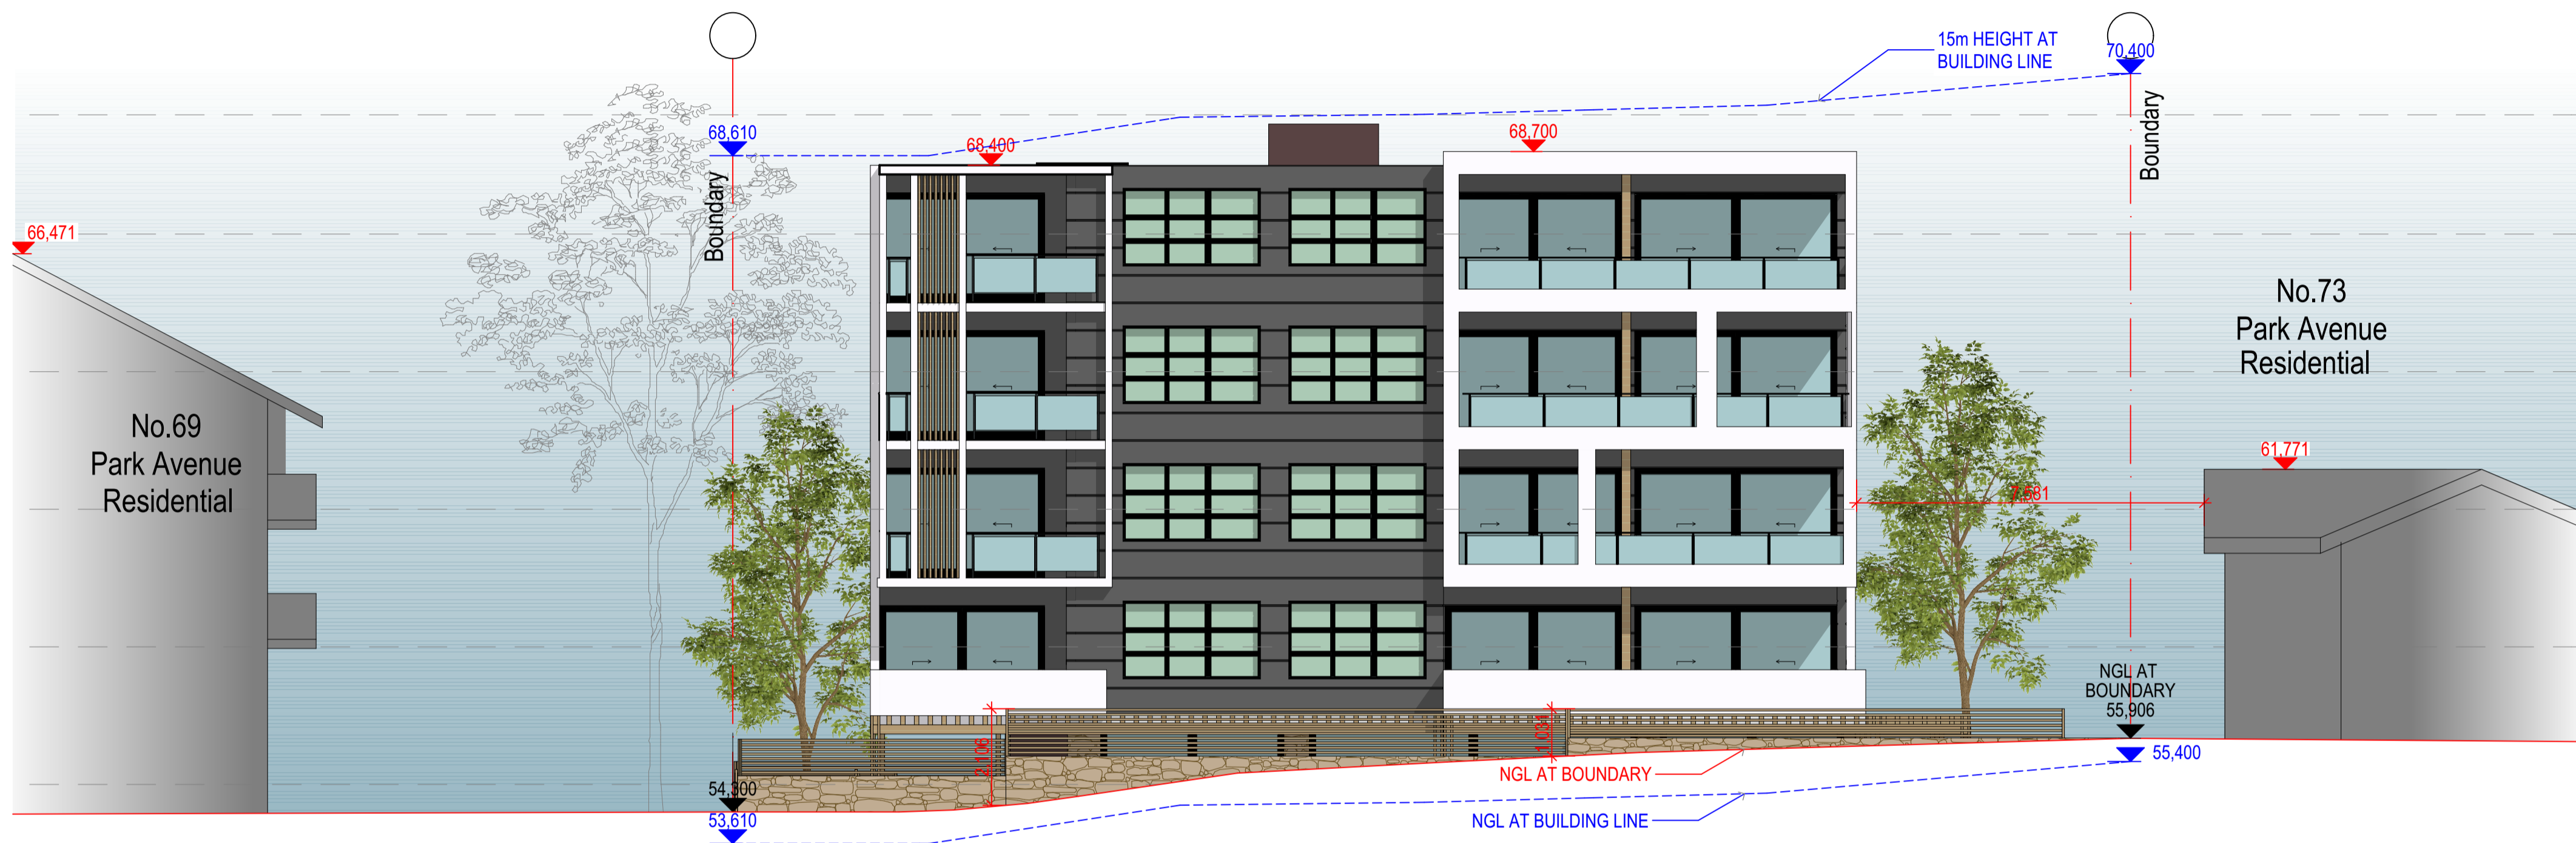 15m HEIGHT AT
BUILDING LINE
70,400
Boundary
68,610
68,400
68,700
Boundary
66,471
No.73
Park Avenue
Residential
No.69
Park Avenue
Residential
61,771
7,581
NGL AT
BOUNDARY
55,906
2,106
1,031
55,400
NGL AT BOUNDARY
54,300
53,610
NGL AT BUILDING LINE